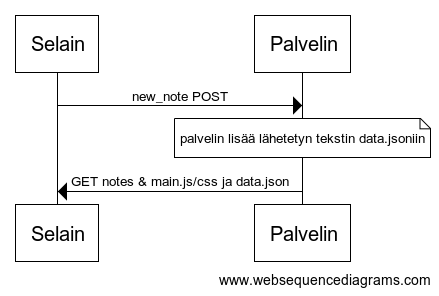 Selain Palvelin
new_note POST
palvelin lisää lähetetyn tekstin data.jsoniin
GET notes & main.js/css ja data.json
Selain Palvelin
www.websequencediagrams.com